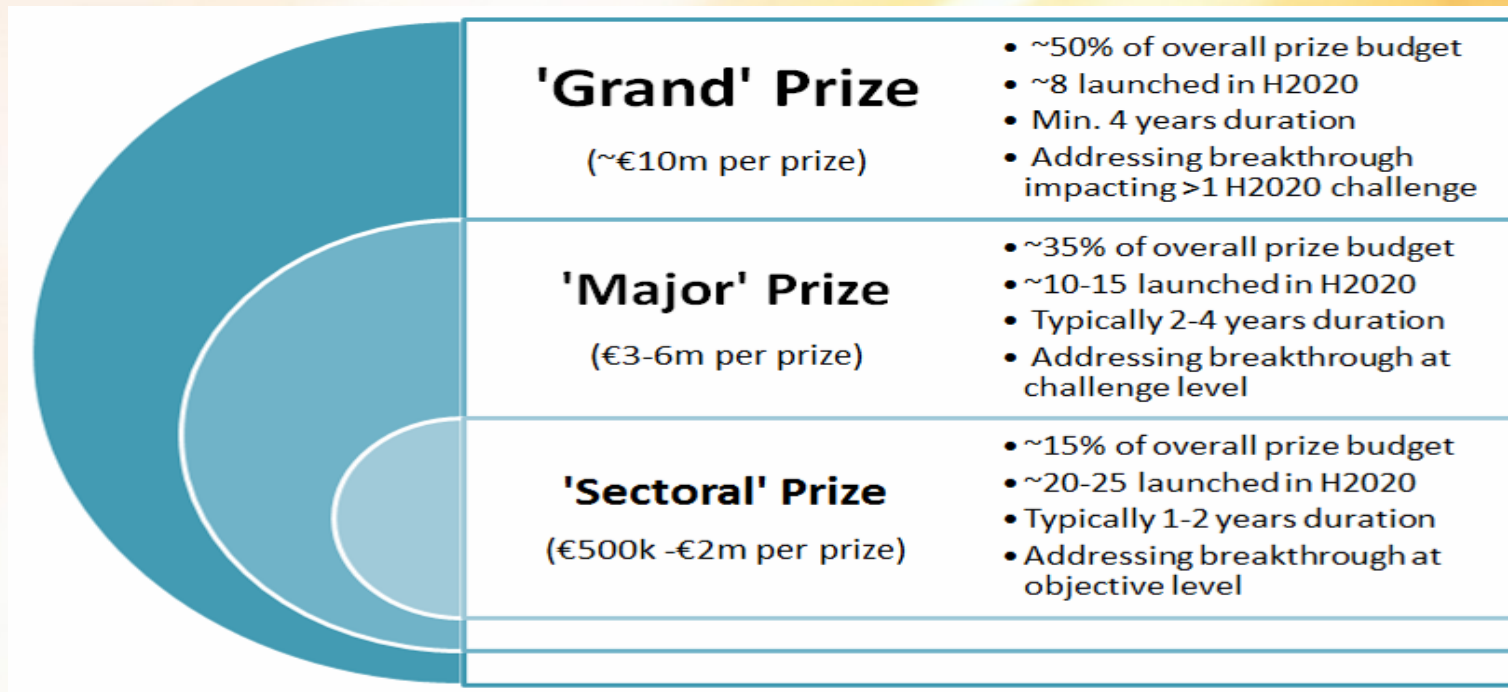 'Grand' Prize
(~€10m per prize)
• ~50% of overall prize budget
• ~8 launched in H2020
• Min. 4 years duration
• Addressing breakthrough
impacting >1 H2020 challenge
'Major' Prize
(€3-6m per prize)
• ~35% of overall prize budget
• ~10-15 launched in H2020
• Typically 2-4 years duration
• Addressing breakthrough at
challenge level
'Sectoral' Prize
(€500k -€2m per prize)
• ~15% of overall prize budget
• ~20-25 launched in H2020
• Typically 1-2 years duration
• Addressing breakthrough at
objective level